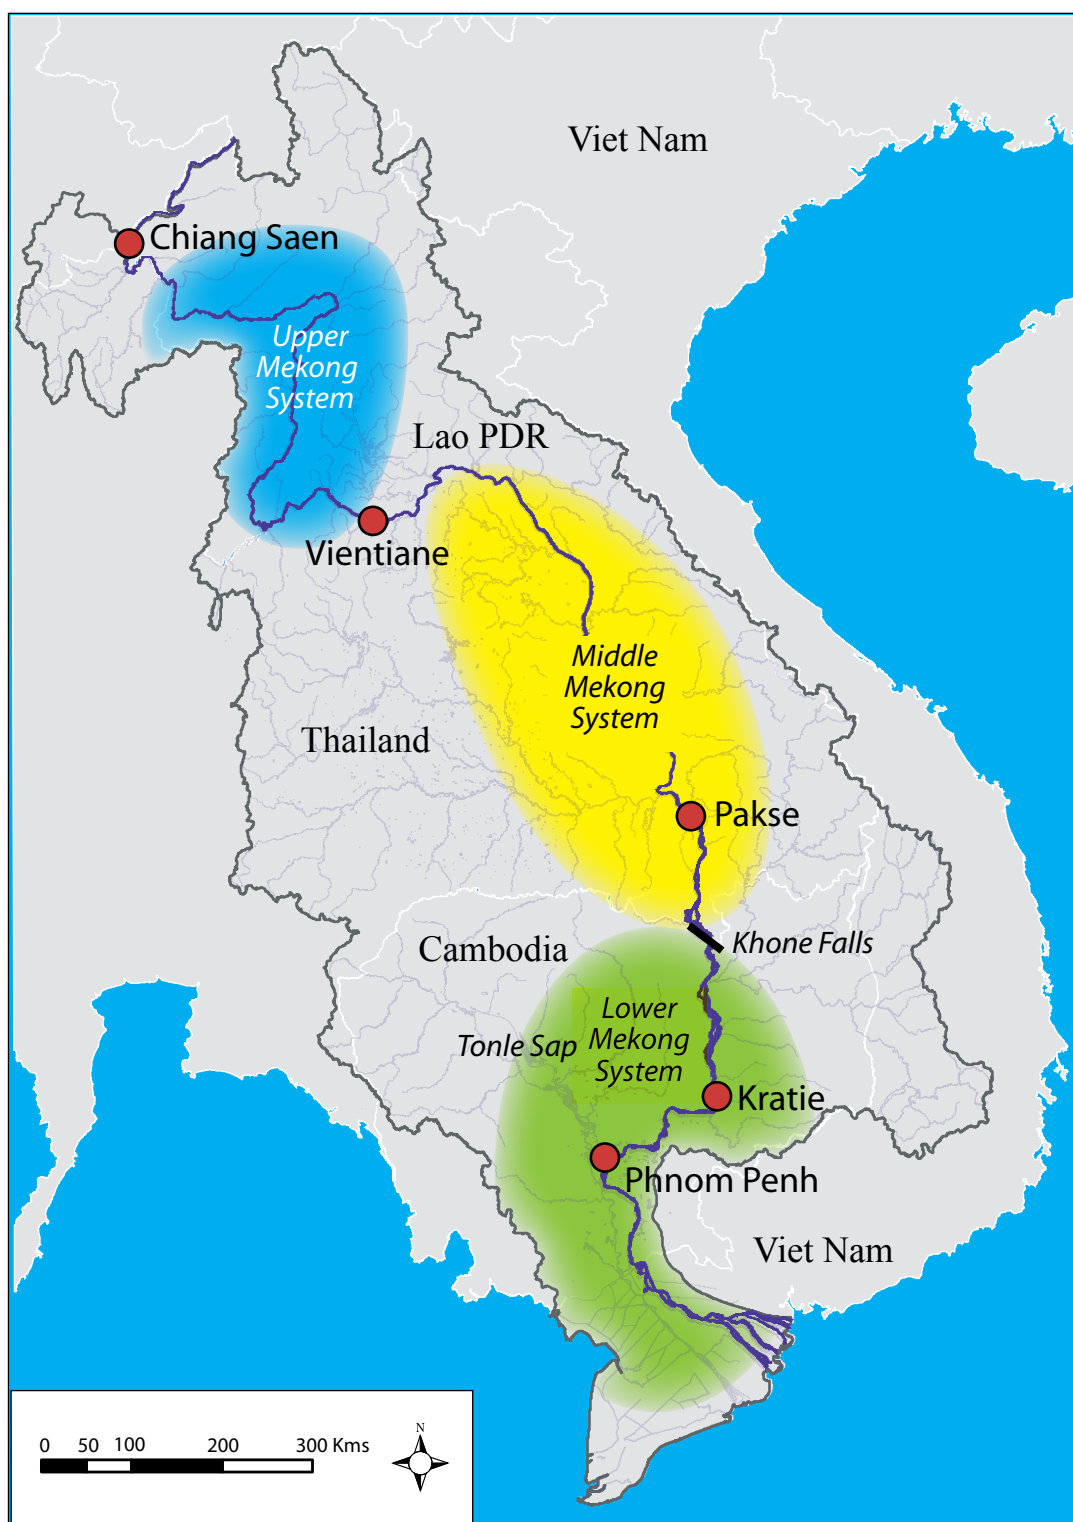 Viet Nam
Chiang Saen
Upper
Mekong
System
Lao PDR
Vientiane
Middle
Mekong
System
Thailand
Pakse
Cambodia
Khone Falls
Lower
Mekong
System
Tonle Sap
Kratie
Phnom Penh
Viet Nam
N
0 50 100 200 300 Kms